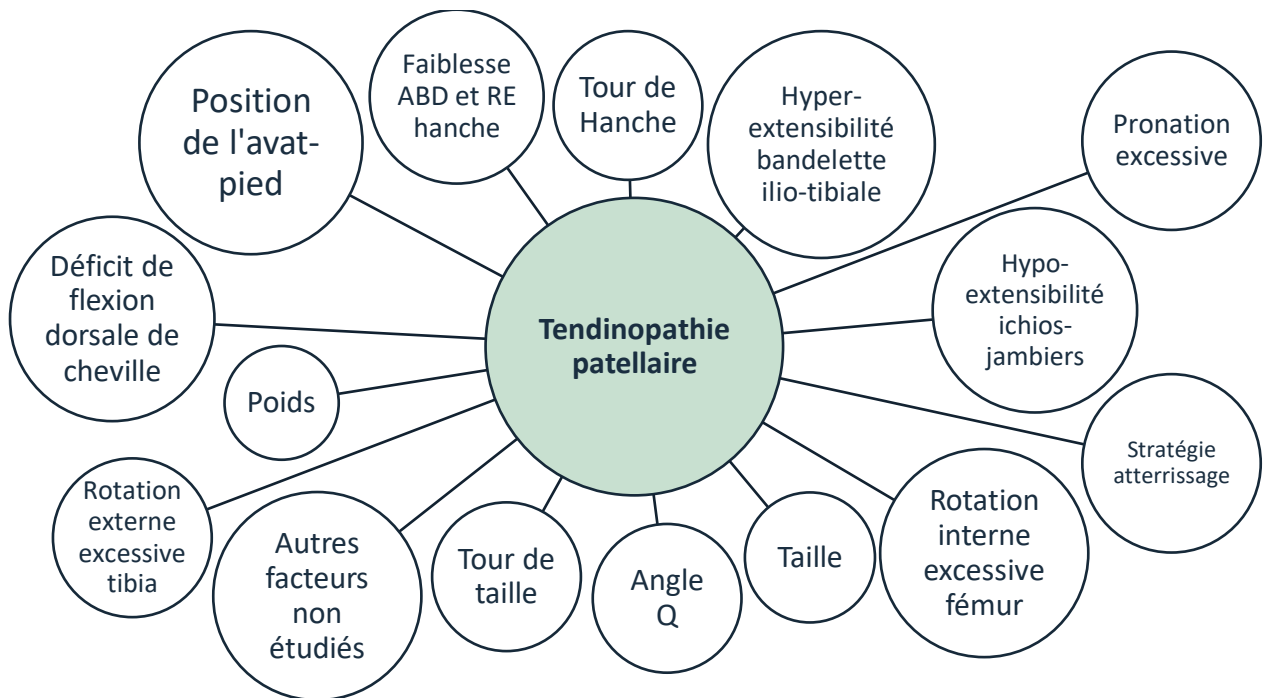 Position
de l'avat-
pied
Faiblesse
ABD et RE
hanche
Tour de
Hanche
Hyper-
extensibilité
bandelette
ilio-tibiale
Pronation
excessive
Déficit de
flexion
dorsale de
cheville
Tendinopathie
patellaire
Hypo-
extensibilité
ichios-
jambiers
Poids
Stratégie
atterrissage
Rotation
externe
excessive
tibia
Autres
facteurs
non
étudiés
Tour de
taille
Angle
Q
Taille
Rotation
interne
excessive
fémur